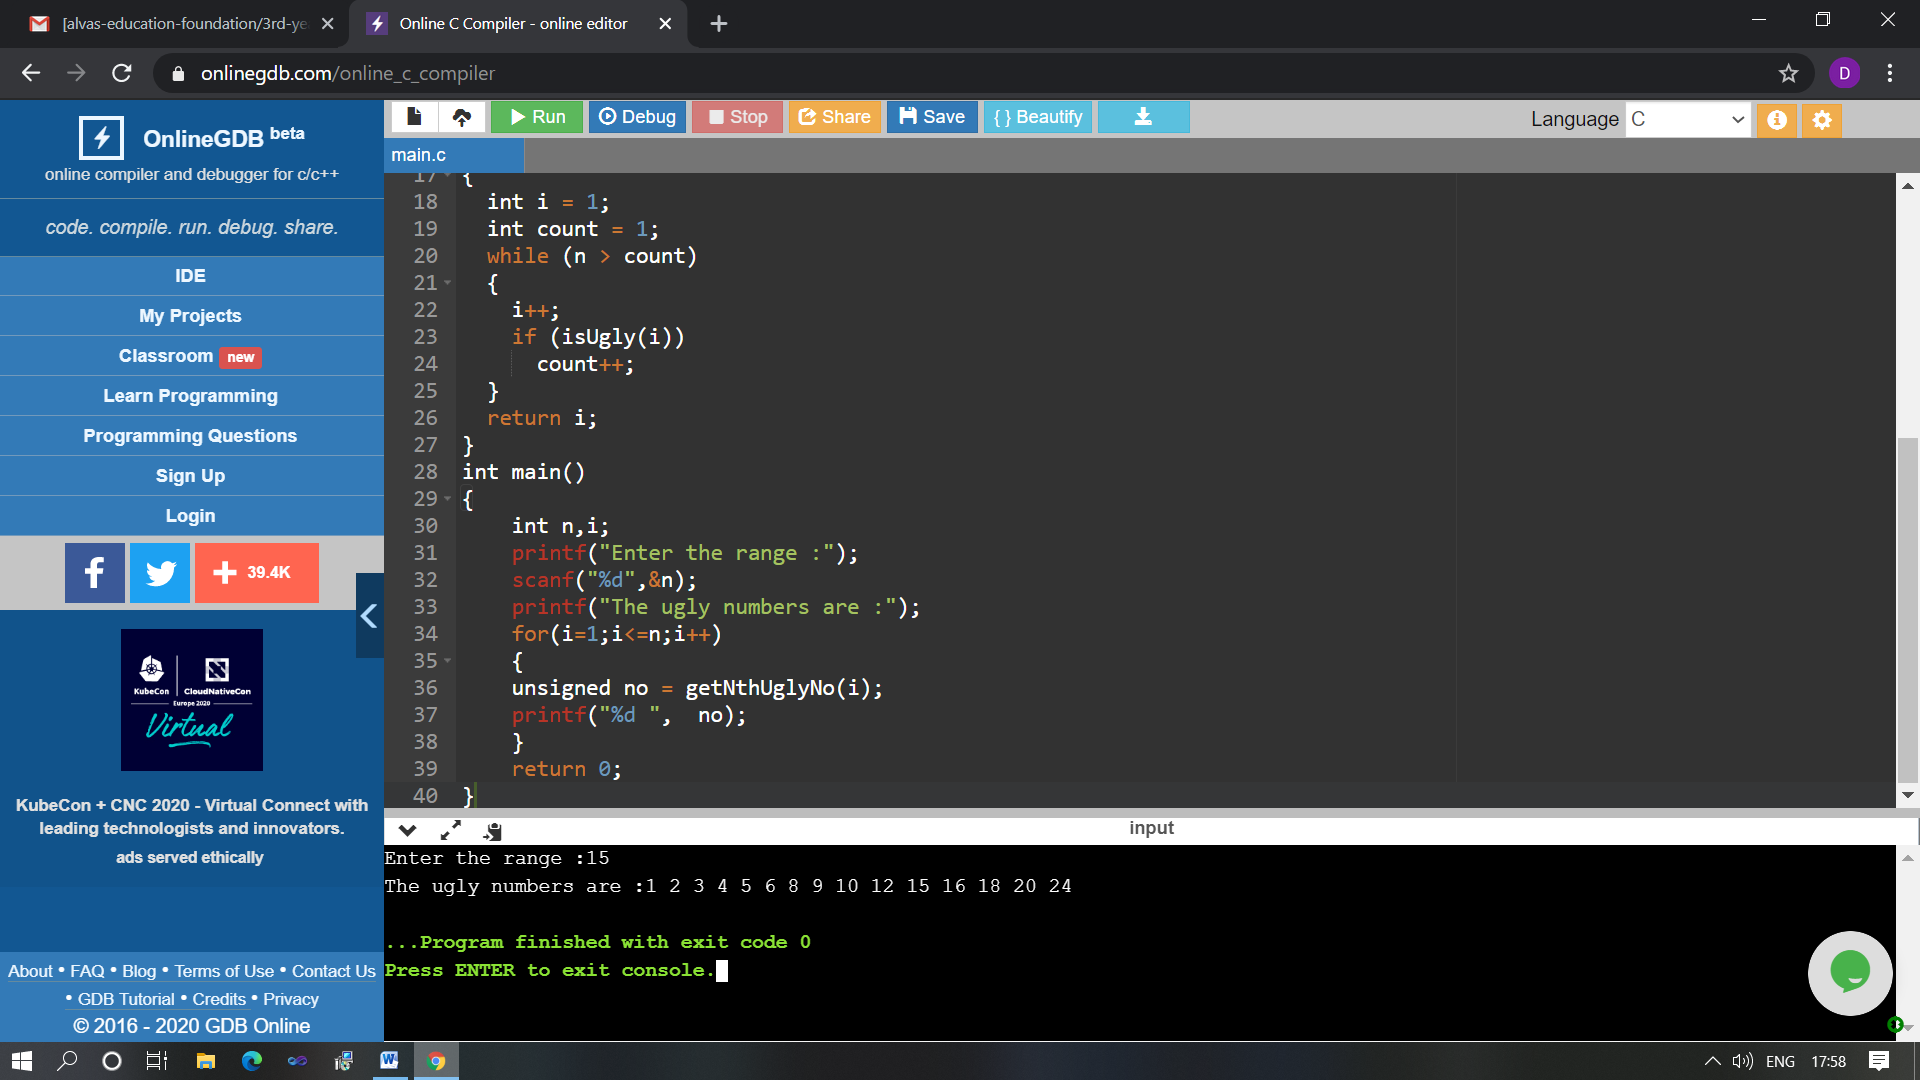 [alvas-education-foundation/3rd-ye
Online C Compiler - online editor
onlinegdb.com/online_c_compiler
D
OnlineGDB beta
online compiler and debugger for c/c++
code. compile. run. debug. share.
IDE
My Projects
Classroom new
Learn Programming
Programming Questions
Sign Up
Login
39.4K
KubeCon CloudNativeCon
Europe 2020
Virtual
KubeCon + CNC 2020 - Virtual Connect with
leading technologists and innovators.
ads served ethically
About • FAQ • Blog • Terms of Use • Contact Us
• GDB Tutorial • Credits • Privacy
© 2016 - 2020 GDB Online
Run Debug Stop Share Save { } Beautify
Language C
main.c
17 {
18 int i = 1;
19 int count = 1;
20 while (n > count)
21 {
22 i++;
23 if (isUgly(i))
24 count++;
25 }
26 return i;
27 }
28 int main()
29 {
30 int n,i;
31 printf("Enter the range :");
32 scanf("%d",&n);
33 printf("The ugly numbers are :");
34 for(i=1;i<=n;i++)
35 {
36 unsigned no = getNthUglyNo(i);
37 printf("%d ",  no);
38 }
39 return 0;
40 }
input
Enter the range :15
The ugly numbers are :1 2 3 4 5 6 8 9 10 12 15 16 18 20 24
...Program finished with exit code 0
Press ENTER to exit console.
ENG 17:58